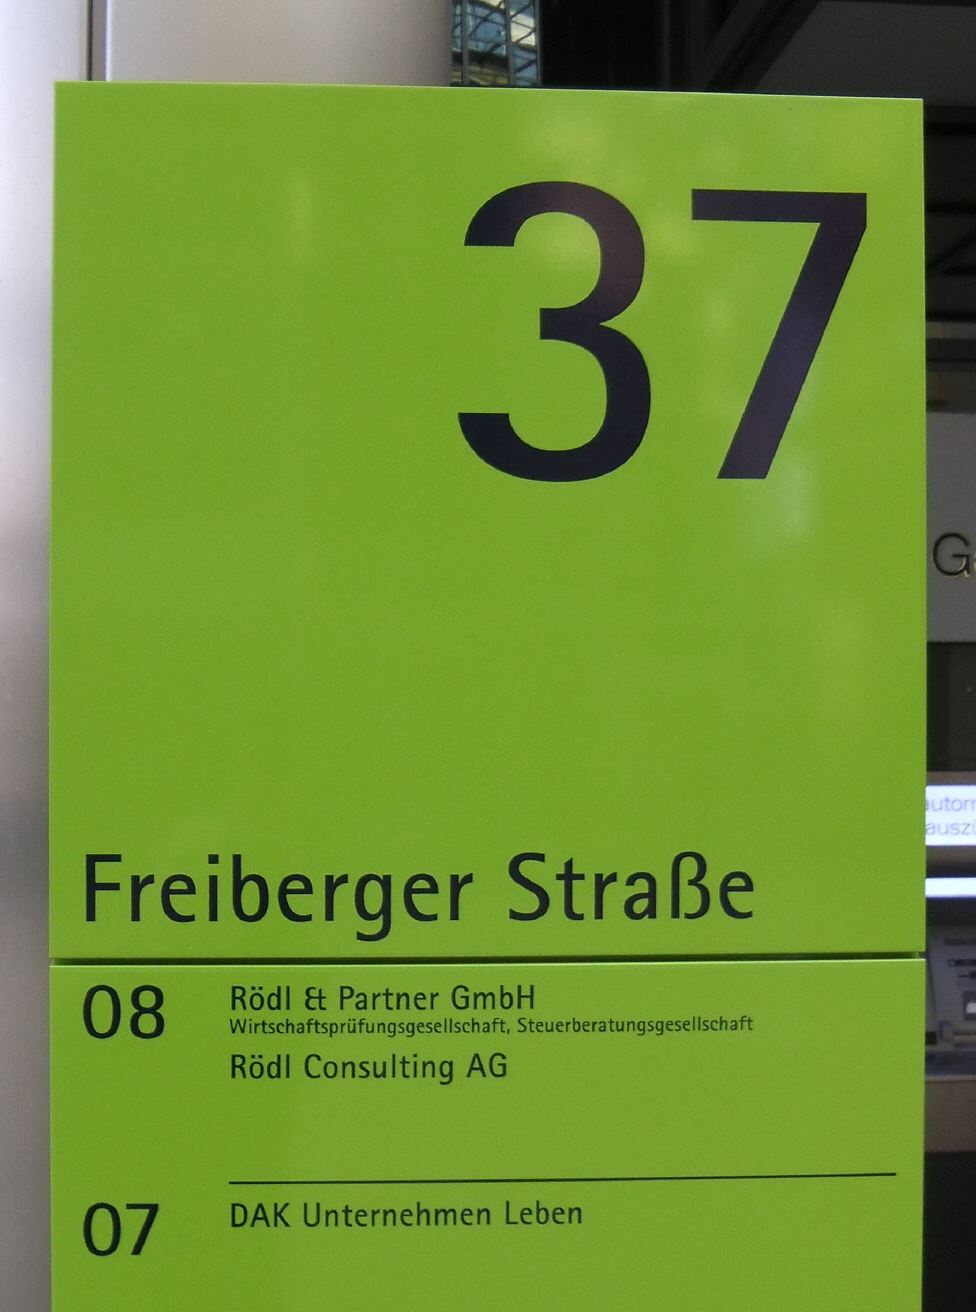 37
Freiberger Straße
08 Rödl & Partner GmbH
Wirtschaftsprüfungsgesellschaft, Steuerberatungsgesellschaft
Rödl Consulting AG
07 DAK Unternehmen Leben